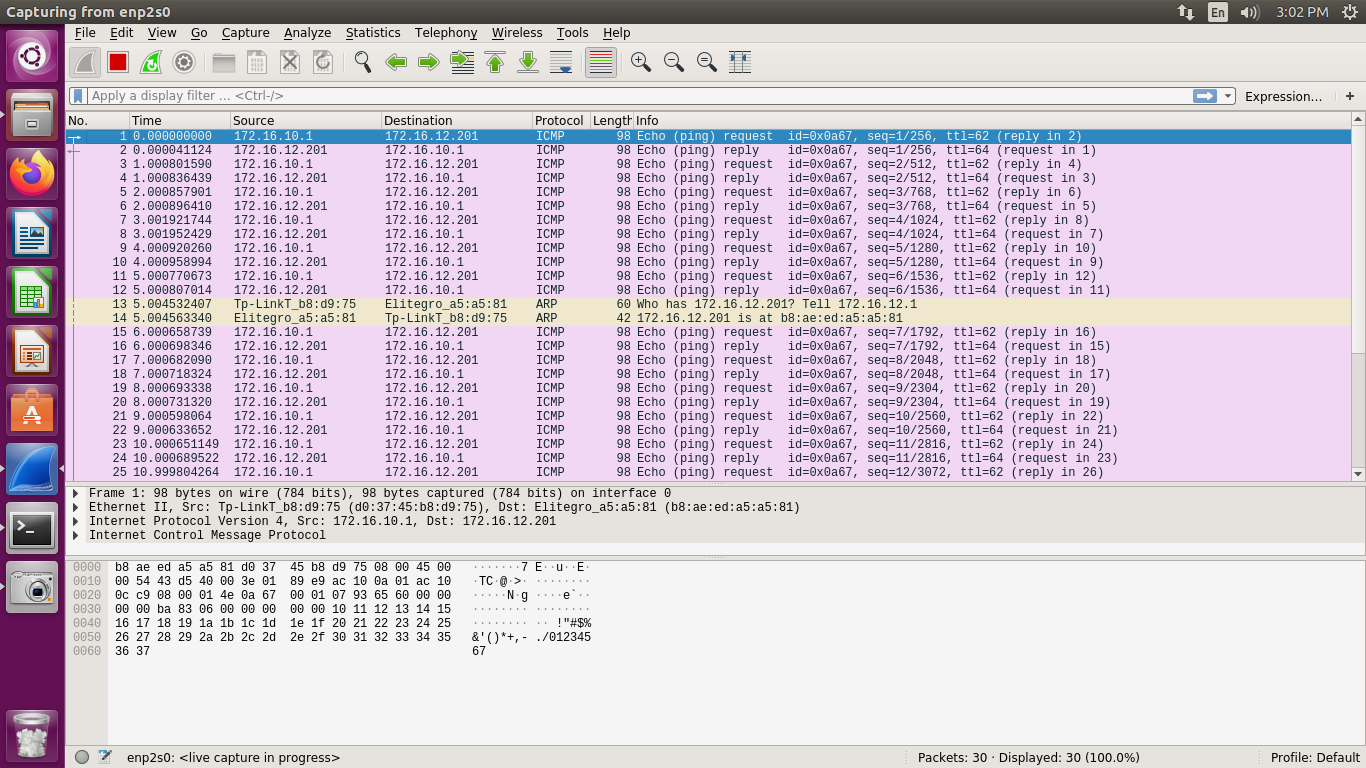 Capturing from enp2s0
En
3:02 PM
File Edit View Go Capture Analyze Statistics Telephony Wireless Tools Help
Apply a display filter ... <Ctrl-/>
Expression...
+
No. Time Source Destination Protocol Length Info
1 0.000000000 172.16.10.1 172.16.12.201 ICMP 98 Echo (ping) request id=0x0a67, seq=1/256, ttl=62 (reply in 2)
2 0.000041124 172.16.12.201 172.16.10.1 ICMP 98 Echo (ping) reply id=0x0a67, seq=1/256, ttl=64 (request in 1)
3 1.000801590 172.16.10.1 172.16.12.201 ICMP 98 Echo (ping) request id=0x0a67, seq=2/512, ttl=62 (reply in 4)
4 1.000836439 172.16.12.201 172.16.10.1 ICMP 98 Echo (ping) reply id=0x0a67, seq=2/512, ttl=64 (request in 3)
5 2.000857901 172.16.10.1 172.16.12.201 ICMP 98 Echo (ping) request id=0x0a67, seq=3/768, ttl=62 (reply in 6)
6 2.000896410 172.16.12.201 172.16.10.1 ICMP 98 Echo (ping) reply id=0x0a67, seq=3/768, ttl=64 (request in 5)
7 3.001921744 172.16.10.1 172.16.12.201 ICMP 98 Echo (ping) request id=0x0a67, seq=4/1024, ttl=62 (reply in 8)
8 3.001952429 172.16.12.201 172.16.10.1 ICMP 98 Echo (ping) reply id=0x0a67, seq=4/1024, ttl=64 (request in 7)
9 4.000920260 172.16.10.1 172.16.12.201 ICMP 98 Echo (ping) request id=0x0a67, seq=5/1280, ttl=62 (reply in 10)
10 4.000958994 172.16.12.201 172.16.10.1 ICMP 98 Echo (ping) reply id=0x0a67, seq=5/1280, ttl=64 (request in 9)
11 5.000770673 172.16.10.1 172.16.12.201 ICMP 98 Echo (ping) request id=0x0a67, seq=6/1536, ttl=62 (reply in 12)
12 5.000807014 172.16.12.201 172.16.10.1 ICMP 98 Echo (ping) reply id=0x0a67, seq=6/1536, ttl=64 (request in 11)
13 5.004532407 Tp-LinkT_b8:d9:75 Elitegro_a5:a5:81 ARP 60 Who has 172.16.12.201? Tell 172.16.12.1
14 5.004563340 Elitegro_a5:a5:81 Tp-LinkT_b8:d9:75 ARP 42 172.16.12.201 is at b8:ae:ed:a5:a5:81
15 6.000658739 172.16.10.1 172.16.12.201 ICMP 98 Echo (ping) request id=0x0a67, seq=7/1792, ttl=62 (reply in 16)
16 6.000698346 172.16.12.201 172.16.10.1 ICMP 98 Echo (ping) reply id=0x0a67, seq=7/1792, ttl=64 (request in 15)
17 7.000682090 172.16.10.1 172.16.12.201 ICMP 98 Echo (ping) request id=0x0a67, seq=8/2048, ttl=62 (reply in 18)
18 7.000718324 172.16.12.201 172.16.10.1 ICMP 98 Echo (ping) reply id=0x0a67, seq=8/2048, ttl=64 (request in 17)
19 8.000693338 172.16.10.1 172.16.12.201 ICMP 98 Echo (ping) request id=0x0a67, seq=9/2304, ttl=62 (reply in 20)
20 8.000731320 172.16.12.201 172.16.10.1 ICMP 98 Echo (ping) reply id=0x0a67, seq=9/2304, ttl=64 (request in 19)
21 9.000598064 172.16.10.1 172.16.12.201 ICMP 98 Echo (ping) request id=0x0a67, seq=10/2560, ttl=62 (reply in 22)
22 9.000633652 172.16.12.201 172.16.10.1 ICMP 98 Echo (ping) reply id=0x0a67, seq=10/2560, ttl=64 (request in 21)
23 10.000651149 172.16.10.1 172.16.12.201 ICMP 98 Echo (ping) request id=0x0a67, seq=11/2816, ttl=62 (reply in 24)
24 10.000689522 172.16.12.201 172.16.10.1 ICMP 98 Echo (ping) reply id=0x0a67, seq=11/2816, ttl=64 (request in 23)
25 10.999804264 172.16.10.1 172.16.12.201 ICMP 98 Echo (ping) request id=0x0a67, seq=12/3072, ttl=62 (reply in 26)
Frame 1: 98 bytes on wire (784 bits), 98 bytes captured (784 bits) on interface 0
Ethernet II, Src: Tp-LinkT_b8:d9:75 (d0:37:45:b8:d9:75), Dst: Elitegro_a5:a5:81 (b8:ae:ed:a5:a5:81)
Internet Protocol Version 4, Src: 172.16.10.1, Dst: 172.16.12.201
Internet Control Message Protocol
0000 b8 ae ed a5 a5 81 d0 37 45 b8 d9 75 08 00 45 00 ·······7 E··u··E·
0010 00 54 43 d5 40 00 3e 01 89 e9 ac 10 0a 01 ac 10 ·TC·@·>· ········
0020 0c c9 08 00 01 4e 0a 67 00 01 07 93 65 60 00 00 ·····N·g ····e`··
0030 00 00 ba 83 06 00 00 00 00 00 10 11 12 13 14 15 ········ ········
0040 16 17 18 19 1a 1b 1c 1d 1e 1f 20 21 22 23 24 25 ········ ·· !"#$%
0050 26 27 28 29 2a 2b 2c 2d 2e 2f 30 31 32 33 34 35 &'()*+,- ./012345
0060 36 37 67
enp2s0: <live capture in progress>
Packets: 30 · Displayed: 30 (100.0%)
Profile: Default